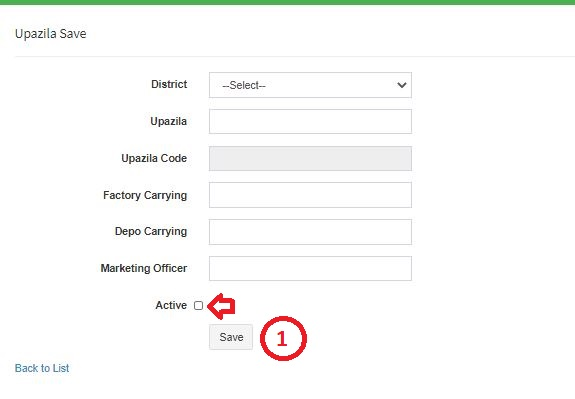 Upazila Save
District --Select--
Upazila
Upazila Code
Factory Carrying
Depo Carrying
Marketing Officer
Active
Save 1
Back to List